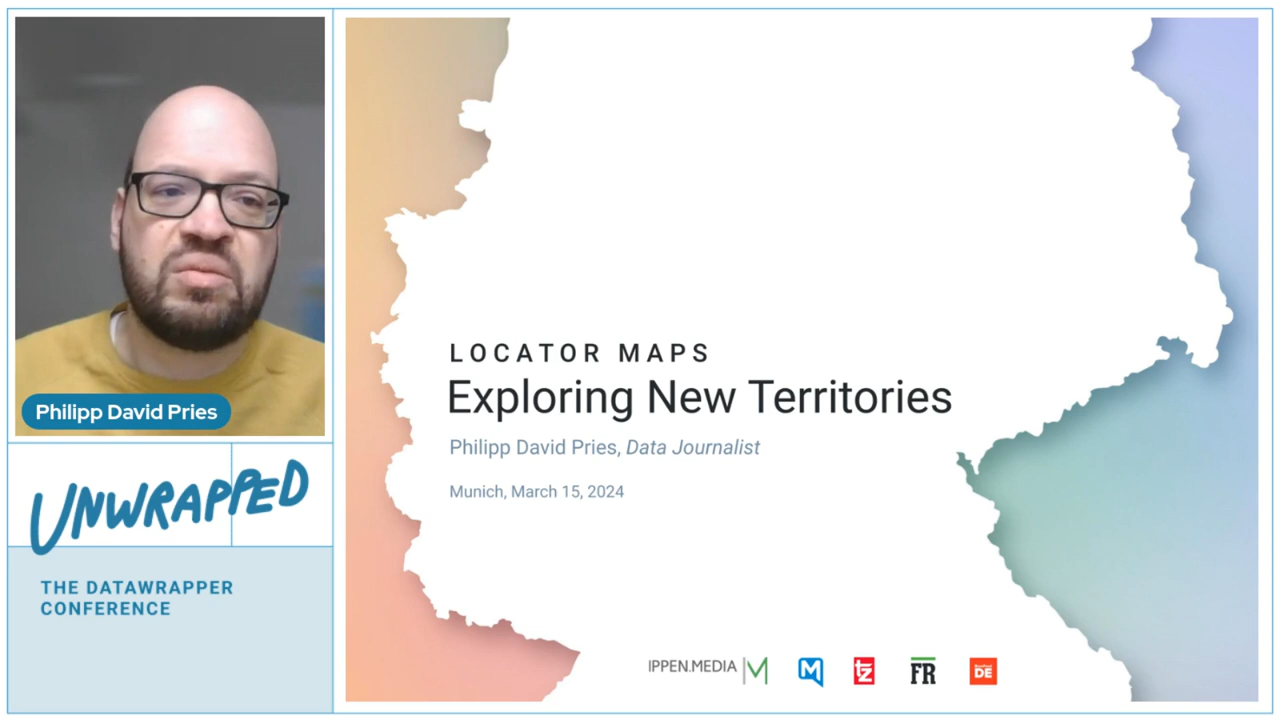 Philipp David Pries
UNWRAPPED
THE DATAWRAPPER
CONFERENCE
LOCATOR MAPS
Exploring New Territories
Philipp David Pries, Data Journalist
Munich, March 15, 2024
IPPEN.MEDIA
tz
FR
DE